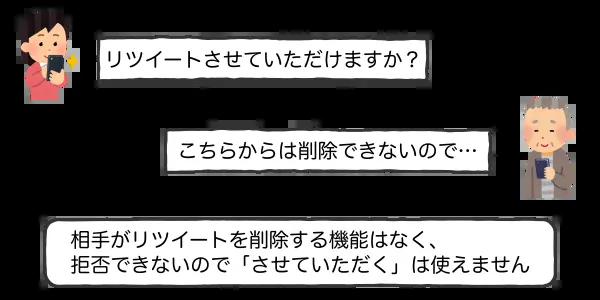 リツイートさせていただけますか？
こちらからは削除できないので…
相手がリツイートを削除する機能はなく、
拒否できないので「させていただく」は使えません